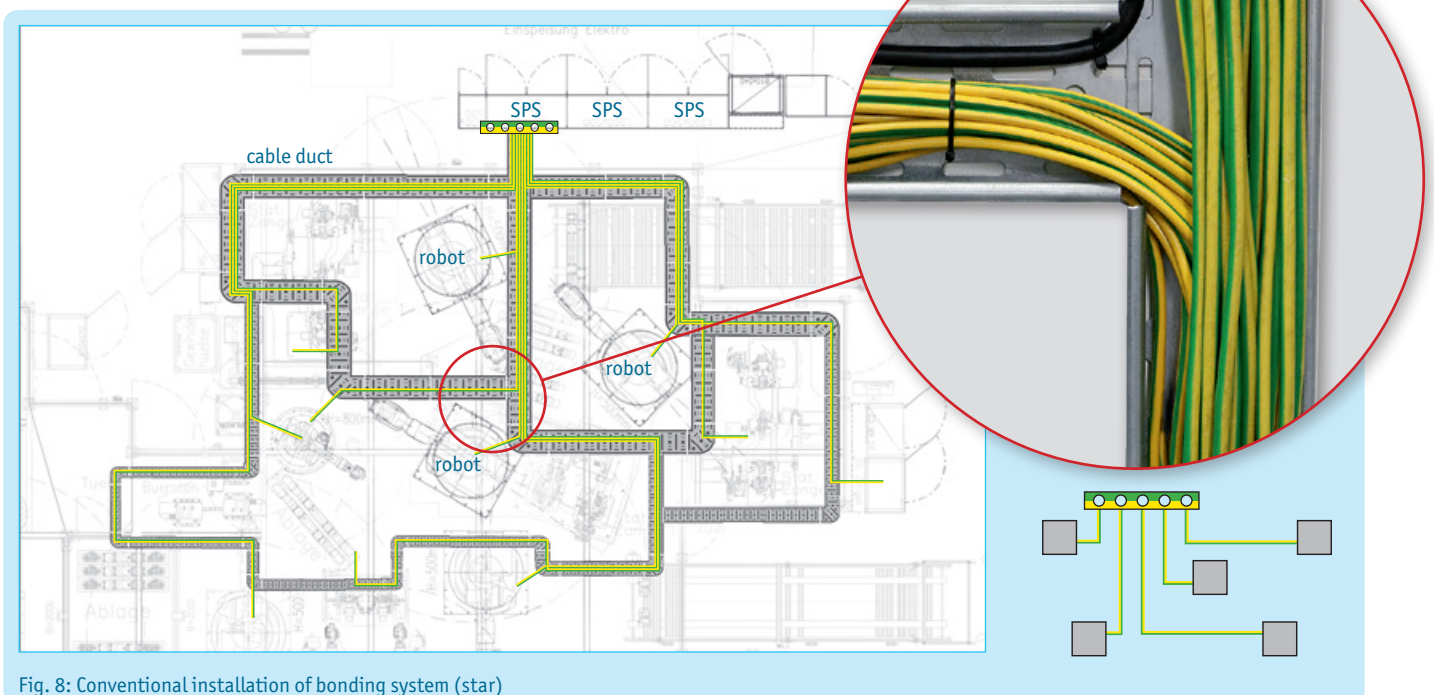 Einspeisung Elektro
SPS SPS SPS
cable duct
robot
robot
robot
Ablage
Ablage
Fig. 8: Conventional installation of bonding system (star)